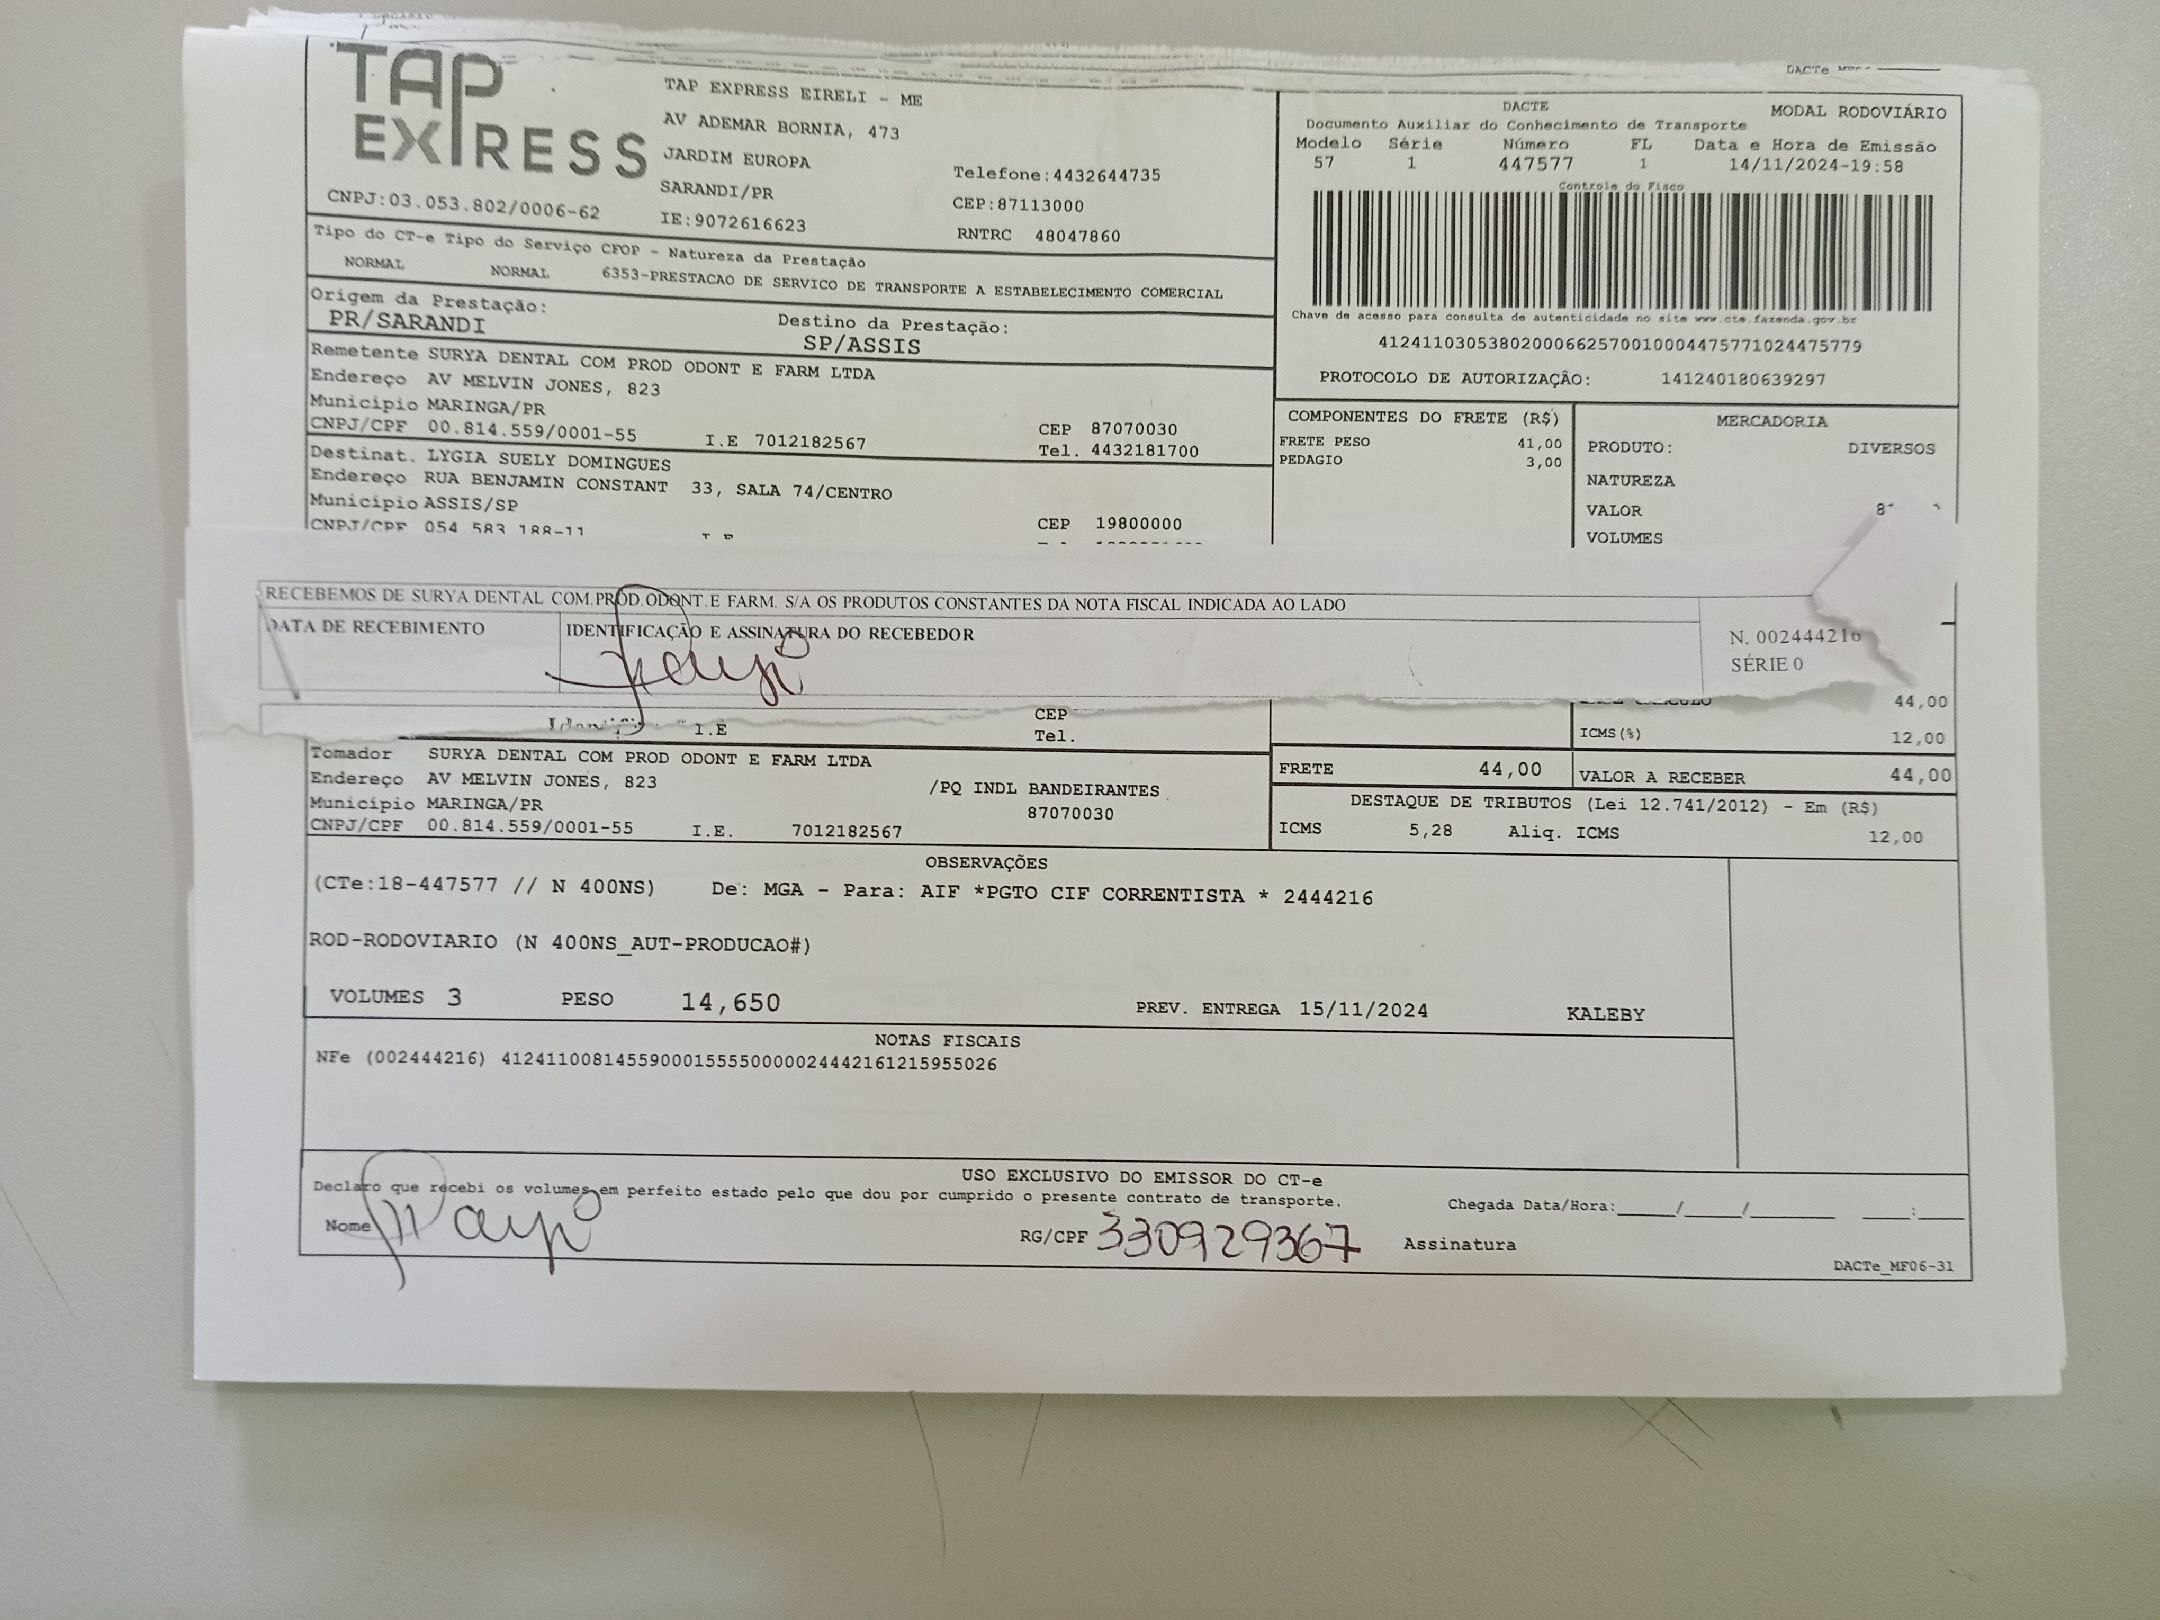 TAP EXPRESS
TAP EXPRESS EIRELI - ME
AV ADEMAR BORNIA, 473
JARDIM EUROPA
SARANDI/PR
IE:9072616623
Telefone:4432644735
CEP:87113000
RNTRC 48047860
CNPJ:03.053.802/0006-62
DACTE MODAL RODOVIÁRIO
Documento Auxiliar do Conhecimento de Transporte
Modelo Série Número FL Data e Hora de Emissão
57 1 447577 1 14/11/2024-19:58
Controle do Fisco
Chave de acesso para consulta de autenticidade no site www.cte.fazenda.gov.br
41241103053802000662570010004475771024475779
PROTOCOLO DE AUTORIZAÇÃO: 141240180639297
Tipo do CT-e Tipo do Serviço CFOP - Natureza da Prestação
NORMAL NORMAL 6353-PRESTACAO DE SERVICO DE TRANSPORTE A ESTABELECIMENTO COMERCIAL
Origem da Prestação: Destino da Prestação:
PR/SARANDI SP/ASSIS
Remetente SURYA DENTAL COM PROD ODONT E FARM LTDA
Endereço AV MELVIN JONES, 823
Município MARINGA/PR CEP 87070030
CNPJ/CPF 00.814.559/0001-55 I.E 7012182567 Tel. 4432181700
Destinat. LYGIA SUELY DOMINGUES
Endereço RUA BENJAMIN CONSTANT 33, SALA 74/CENTRO
Município ASSIS/SP CEP 19800000
CNPJ/CPF 054.583.188-11
COMPONENTES DO FRETE (R$)
FRETE PESO 41,00
PEDAGIO 3,00
MERCADORIA
PRODUTO: DIVERSOS
NATUREZA
VALOR
VOLUMES
RECEBEMOS DE SURYA DENTAL COM.PROD.ODONT.E FARM. S/A OS PRODUTOS CONSTANTES DA NOTA FISCAL INDICADA AO LADO
DATA DE RECEBIMENTO IDENTIFICAÇÃO E ASSINATURA DO RECEBEDOR
N. 002444216
SÉRIE 0
44,00
ICMS(%) 12,00
I.E CEP
Tel.
Tomador SURYA DENTAL COM PROD ODONT E FARM LTDA
Endereço AV MELVIN JONES, 823 /PQ INDL BANDEIRANTES
Município MARINGA/PR 87070030
CNPJ/CPF 00.814.559/0001-55 I.E. 7012182567
FRETE 44,00 VALOR A RECEBER 44,00
DESTAQUE DE TRIBUTOS (Lei 12.741/2012) - Em (R$)
ICMS 5,28 Aliq. ICMS 12,00
OBSERVAÇÕES
(CTe:18-447577 // N 400NS) De: MGA - Para: AIF *PGTO CIF CORRENTISTA * 2444216
ROD-RODOVIARIO (N 400NS_AUT-PRODUCAO#)
VOLUMES 3 PESO 14,650 PREV. ENTREGA 15/11/2024 KALEBY
NOTAS FISCAIS
NFe (002444216) 41241100814559000155550000024442161215955026
USO EXCLUSIVO DO EMISSOR DO CT-e
Declaro que recebi os volumes em perfeito estado pelo que dou por cumprido o presente contrato de transporte.
Chegada Data/Hora:____/____/______ ___:___
Nome RG/CPF 330929367 Assinatura
DACTe_MF06-31